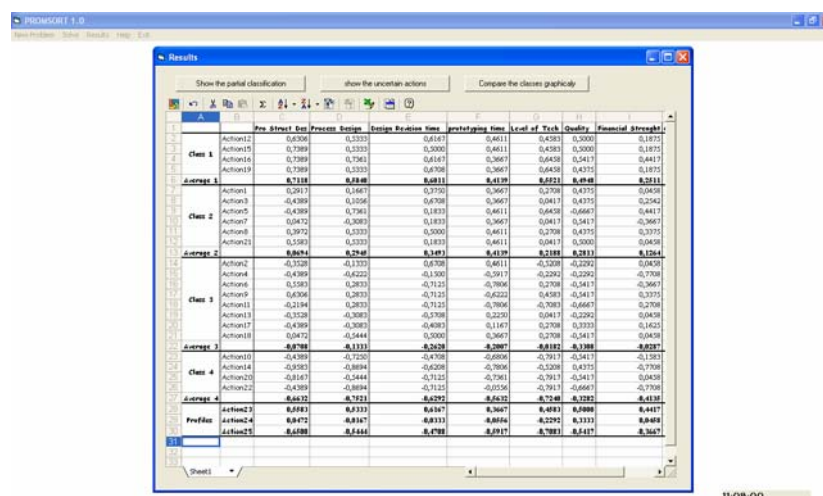 PROMSORT 1.0
New Problem Solve Results Help Exit
Results
Show the partial classification show the uncertain actions Compare the classes graphicaly
A B C D E F G H I
1 Pro Struct Des Process Design Design Revision time prototyping time Level of Tech Quality Financial Strenght
Class 1
Action12 0,6306 0,5333 0,6167 0,4611 0,4583 0,5000 0,1875
Action15 0,7389 0,5333 0,5000 0,4611 0,4583 0,5000 0,1875
Action16 0,7389 0,7361 0,6167 0,3667 0,6458 0,5417 0,4417
Action19 0,7389 0,5333 0,6708 0,3667 0,6458 0,4375 0,1875
Average 1 0,7118 0,5840 0,6011 0,4139 0,5521 0,4948 0,2511
Class 2
Action1 0,2917 0,1667 0,3750 0,3667 0,2708 0,4375 0,0458
Action3 -0,4389 0,1056 0,6708 0,3667 0,0417 0,4375 0,2542
Action5 -0,4389 0,7361 0,1833 0,4611 0,6458 -0,6667 0,4417
Action7 0,0472 -0,3083 0,1833 0,3667 0,0417 0,5417 -0,3667
Action8 0,3972 0,5333 0,5000 0,4611 0,2708 0,4375 0,3375
Action21 0,5583 0,5333 0,1833 0,4611 0,0417 0,5000 0,0458
Average 2 0,0694 0,2945 0,3493 0,4139 0,2188 0,2813 0,1264
Class 3
Action2 -0,3528 -0,1333 0,6708 0,4611 -0,5208 -0,2292 0,0458
Action4 -0,4389 -0,6222 -0,1500 -0,5917 -0,2292 -0,2292 -0,7708
Action6 0,5583 0,2833 -0,7125 -0,7806 0,2708 -0,5417 -0,3667
Action9 0,6306 0,2833 -0,7125 -0,6222 0,4583 -0,5417 0,3375
Action11 -0,2194 0,2833 -0,7125 -0,7806 -0,7083 -0,6667 0,2708
Action13 -0,3528 -0,3083 -0,5708 0,2250 0,0417 -0,2292 0,0458
Action17 -0,4389 -0,3083 -0,4083 0,1167 0,2708 0,3333 0,1625
Action18 0,0472 -0,5444 0,5000 0,3667 0,2708 -0,5417 0,0458
Average 3 -0,0708 -0,1333 -0,2620 -0,2007 -0,0182 -0,3308 -0,0287
Class 4
Action10 -0,4389 -0,7250 -0,4708 -0,6806 -0,7917 -0,5417 -0,1583
Action14 -0,9583 -0,8694 -0,6208 -0,7806 -0,5208 0,4375 -0,7708
Action20 -0,8167 -0,5444 -0,7125 -0,7361 -0,7917 -0,5417 0,0458
Action22 -0,4389 -0,8694 -0,7125 -0,0556 -0,7917 -0,6667 -0,7708
Average 4 -0,6632 -0,7521 -0,6292 -0,5632 -0,7240 -0,3282 -0,4135
Profiles
Action23 0,5583 0,5333 0,6167 0,3667 0,4583 0,5000 0,4417
Action24 0,0472 -0,0167 -0,0333 -0,0556 -0,2292 0,3333 0,0458
Action25 -0,6500 -0,5444 -0,4708 -0,5917 -0,7083 -0,5417 -0,3667
31
Sheet1